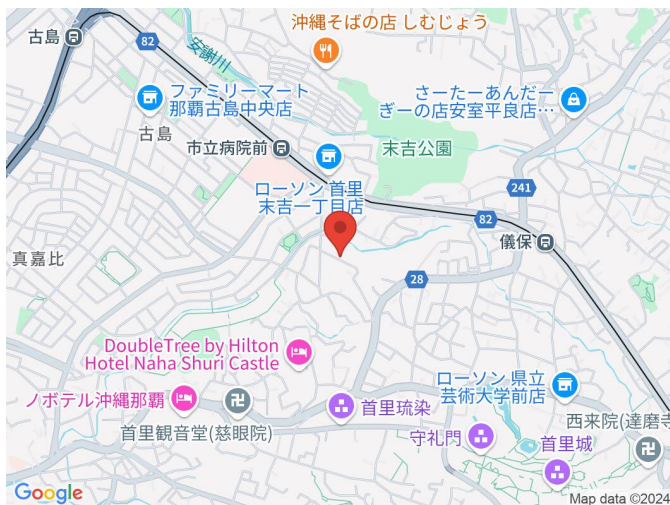 古島
82
安謝川
沖縄そばの店 しむじょう
ファミリーマート
那覇古島中央店
さーたーあんだー
ぎーの店安室平良店…
古島
市立病院前
末吉公園
ローソン 首里
末吉一丁目店
241
82
儀保
真嘉比
28
DoubleTree by Hilton
Hotel Naha Shuri Castle
ノボテル沖縄那覇
首里観音堂(慈眼院)
首里琉染
ローソン 県立
芸術大学前店
守礼門
首里城
西来院(達磨寺
Google
Map data ©2024